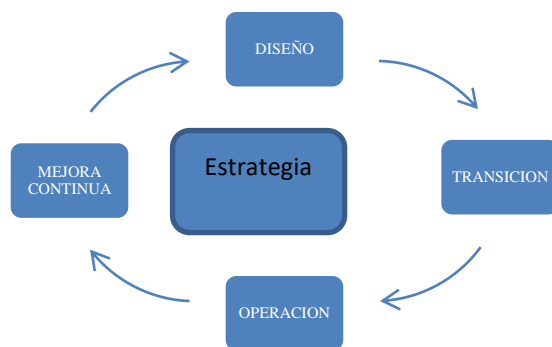 DISEÑO
Estrategia
MEJORA
CONTINUA
TRANSICION
OPERACION